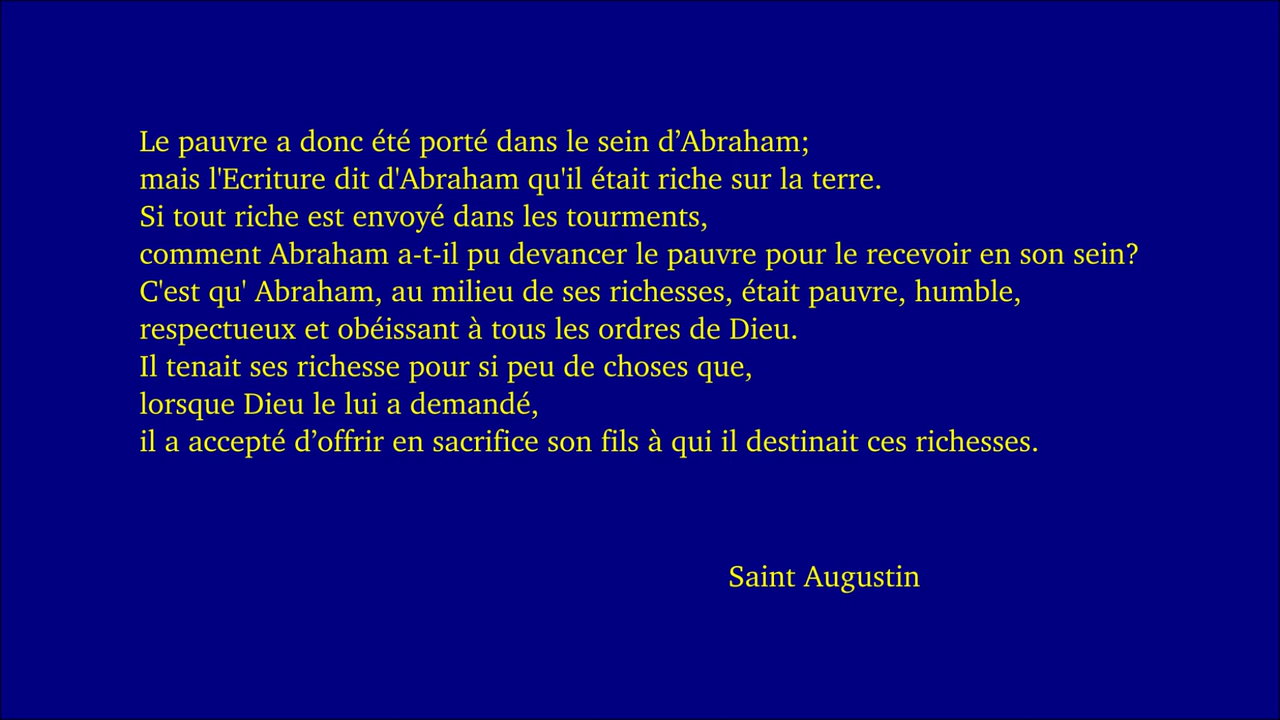 Le pauvre a donc été porté dans le sein d’Abraham;
mais l'Ecriture dit d'Abraham qu'il était riche sur la terre.
Si tout riche est envoyé dans les tourments,
comment Abraham a-t-il pu devancer le pauvre pour le recevoir en son sein?
C'est qu' Abraham, au milieu de ses richesses, était pauvre, humble,
respectueux et obéissant à tous les ordres de Dieu.
Il tenait ses richesse pour si peu de choses que,
lorsque Dieu le lui a demandé,
il a accepté d’offrir en sacrifice son fils à qui il destinait ces richesses.
Saint Augustin